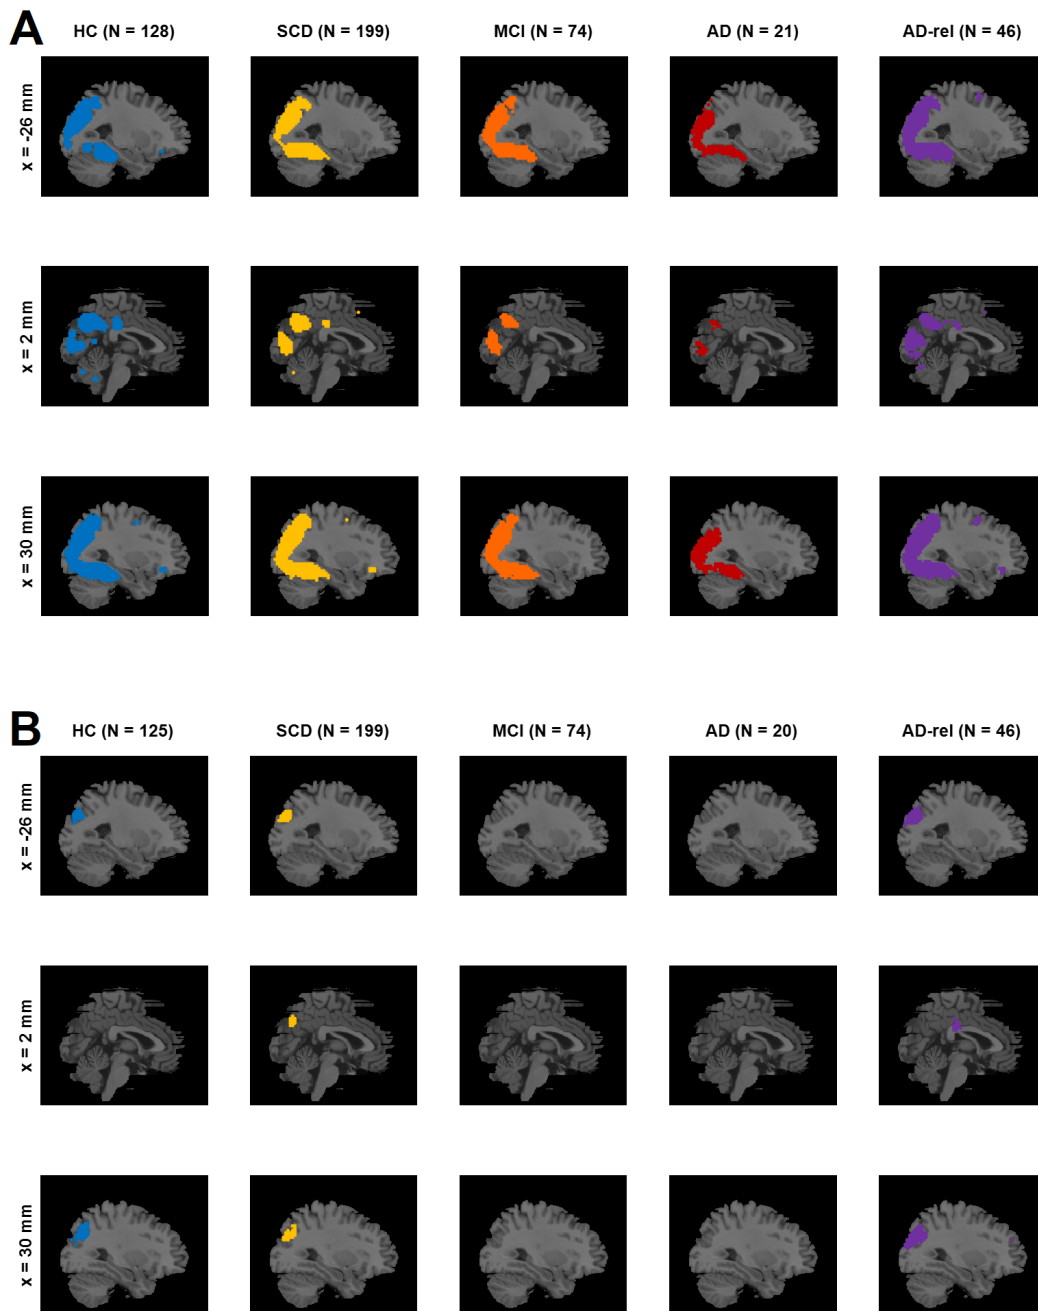 A
HC (N = 128) SCD (N = 199) MCI (N = 74) AD (N = 21) AD-rel (N = 46)
x = -26 mm
x = 2 mm
x = 30 mm
B
HC (N = 125) SCD (N = 199) MCI (N = 74) AD (N = 20) AD-rel (N = 46)
x = -26 mm
x = 2 mm
x = 30 mm